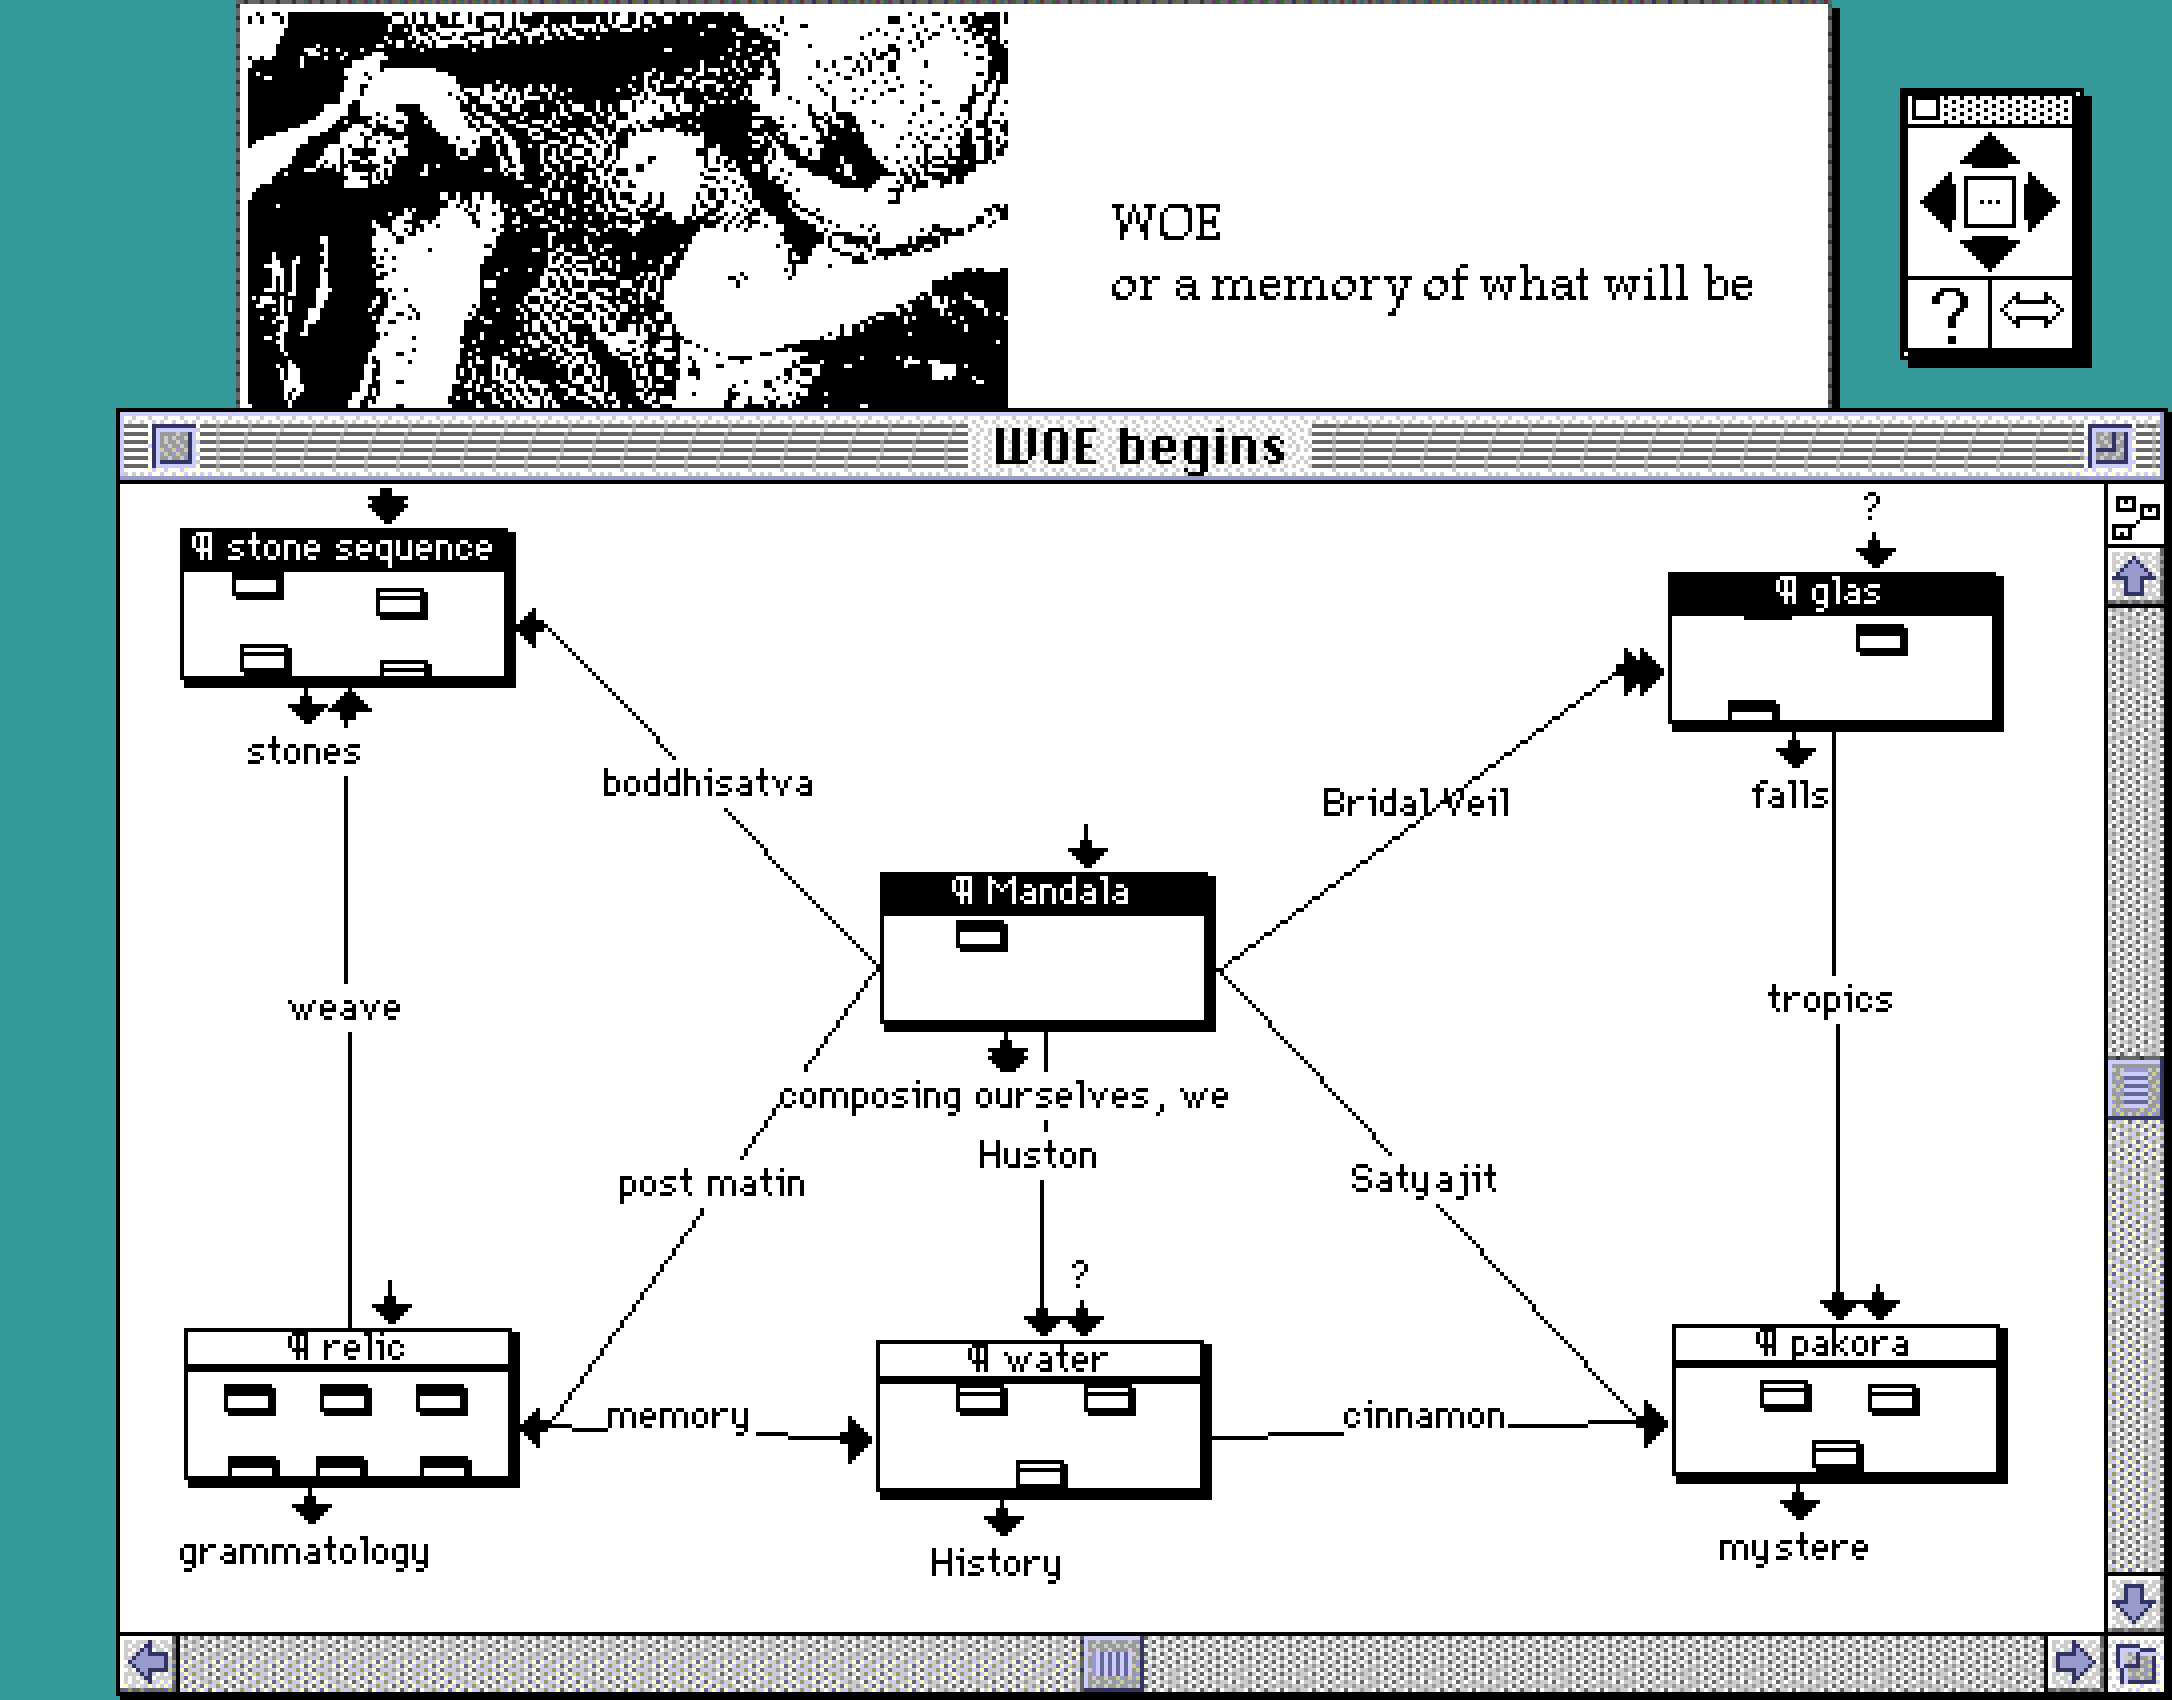 WOE
or a memory of what will be
?
WOE begins
?
¶ stone sequence
¶ glas
stones
boddhisatva
Bridal Veil
falls
¶ Mandala
weave
tropics
composing ourselves, we
Huston
post matin
Satyajit
?
¶ relic
¶ water
¶ pakora
memory
cinnamon
grammatology
History
mystere